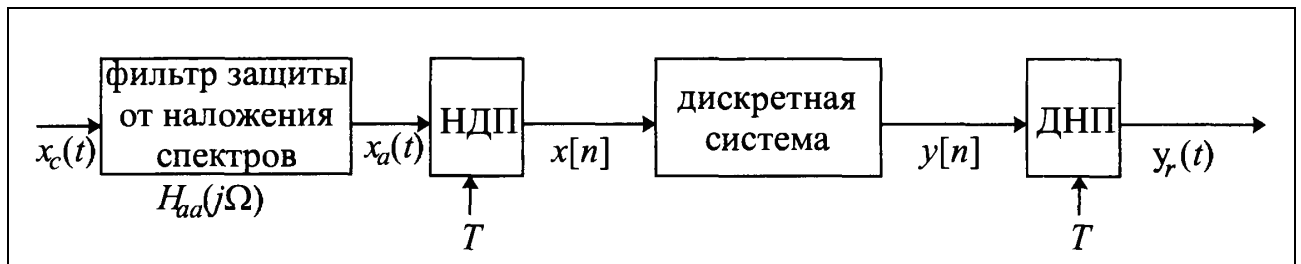 фильтр защиты
от наложения
спектров
НДП
дискретная
система
ДНП
x_c(t)
x_a(t)
x[n]
y[n]
y_r(t)
H_aa(jΩ)
T
T